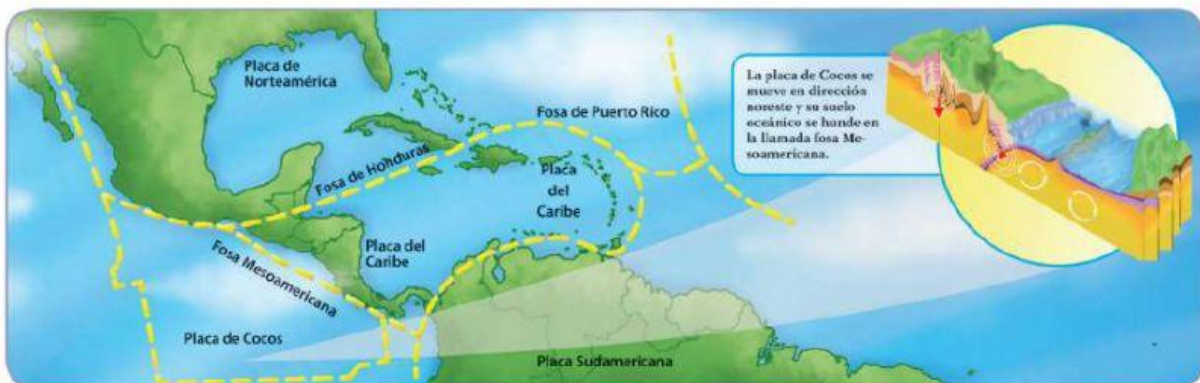 Placa de
Norteamérica
Fosa de Puerto Rico
Fosa de Honduras
Placa
del
Caribe
Placa del
Caribe
Fosa Mesoamericana
Placa de Cocos
Placa Sudamericana
La placa de Cocos se
mueve en dirección
noreste y su suelo
oceánico se hunde en
la llamada fosa Me-
soamericana.